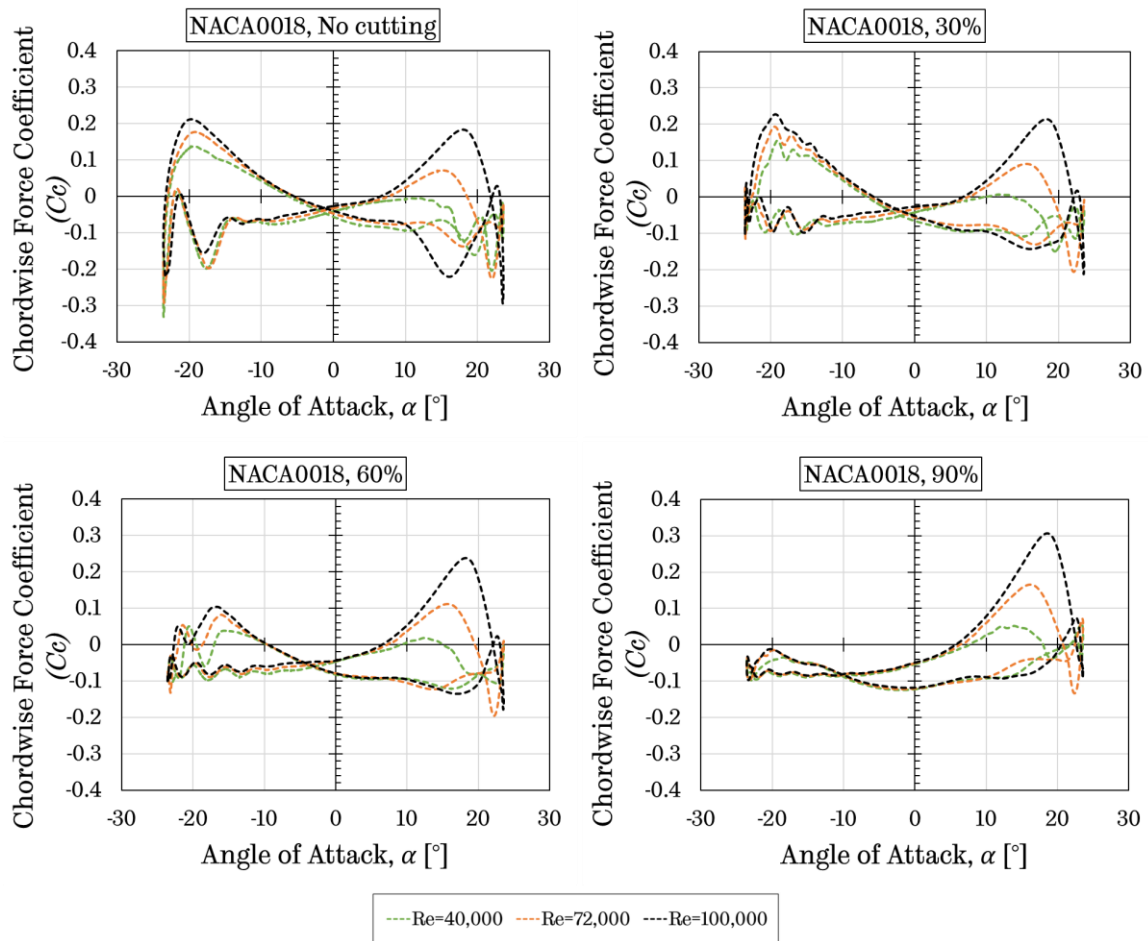 NACA0018, No cutting
0.4
0.3
0.2
0.1
0
-0.1
-0.2
-0.3
-0.4
-30 -20 -10 0 10 20 30
Chordwise Force Coefficient
(Cc)
Angle of Attack, α [°]
NACA0018, 30%
0.4
0.3
0.2
0.1
0
-0.1
-0.2
-0.3
-0.4
-30 -20 -10 0 10 20 30
Chordwise Force Coefficient
(Cc)
Angle of Attack, α [°]
NACA0018, 60%
0.4
0.3
0.2
0.1
0
-0.1
-0.2
-0.3
-0.4
-30 -20 -10 0 10 20 30
Chordwise Force Coefficient
(Cc)
Angle of Attack, α [°]
NACA0018, 90%
0.4
0.3
0.2
0.1
0
-0.1
-0.2
-0.3
-0.4
-30 -20 -10 0 10 20 30
Chordwise Force Coefficient
(Cc)
Angle of Attack, α [°]
Re=40,000 Re=72,000 Re=100,000